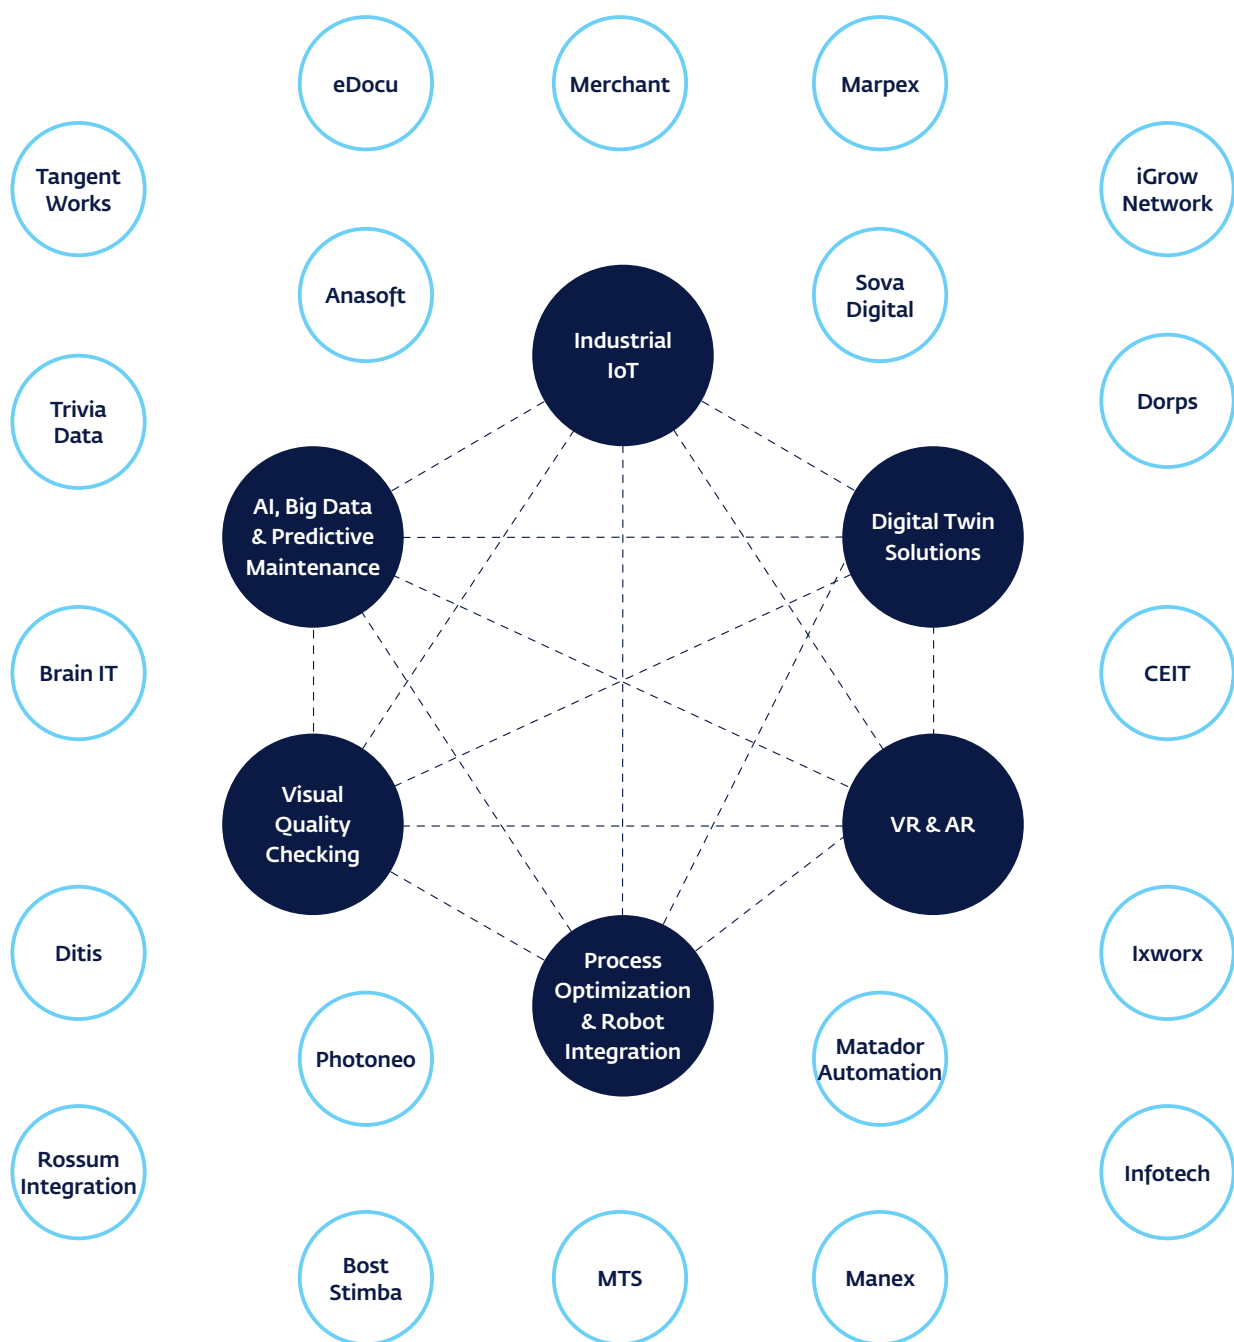 eDocu
Merchant
Marpex
Tangent
Works
iGrow
Network
Anasoft
Sova
Digital
Industrial
IoT
Trivia
Data
Dorps
AI, Big Data
& Predictive
Maintenance
Digital Twin
Solutions
Brain IT
CEIT
Visual
Quality
Checking
VR & AR
Ditis
Ixworx
Process
Optimization
& Robot
Integration
Photoneo
Matador
Automation
Rossum
Integration
Infotech
Bost
Stimba
MTS
Manex